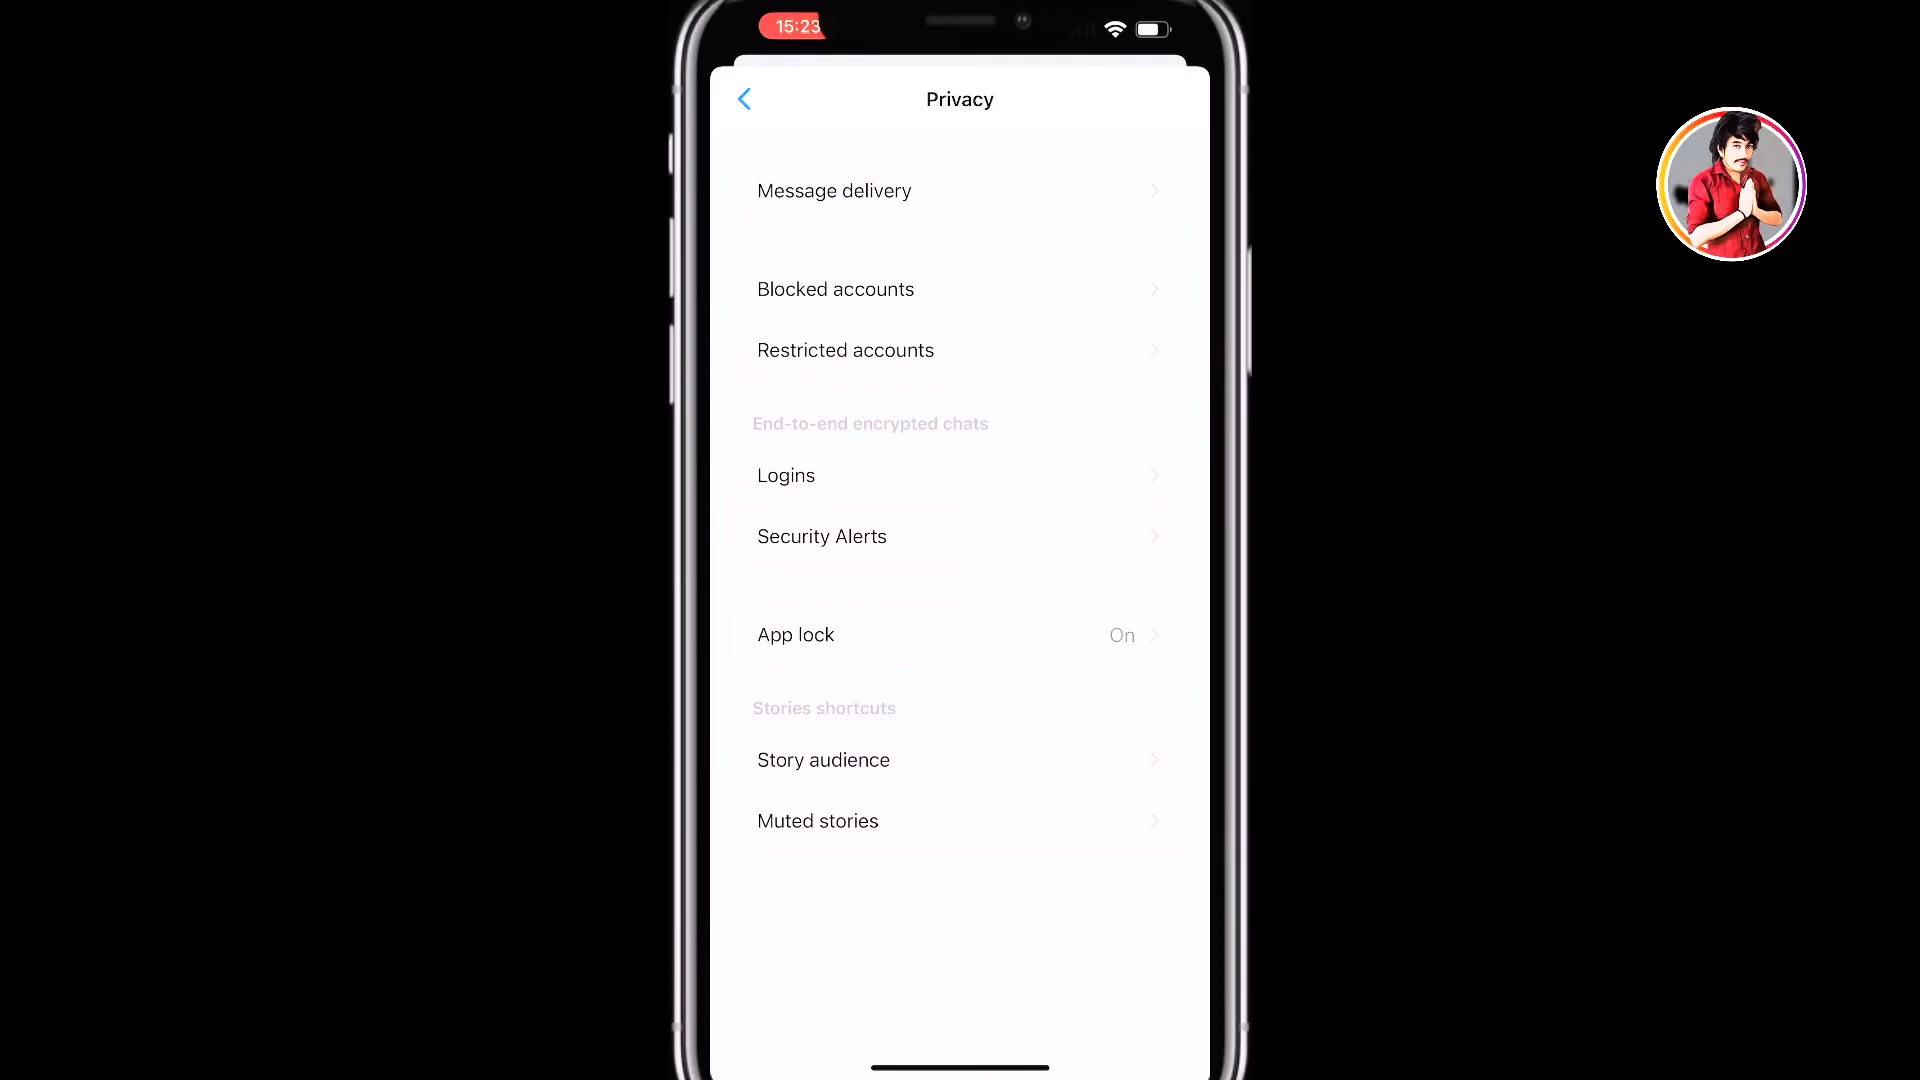 15:23
Privacy
Message delivery
Blocked accounts
Restricted accounts
End-to-end encrypted chats
Logins
Security Alerts
App lock
On
Stories shortcuts
Story audience
Muted stories